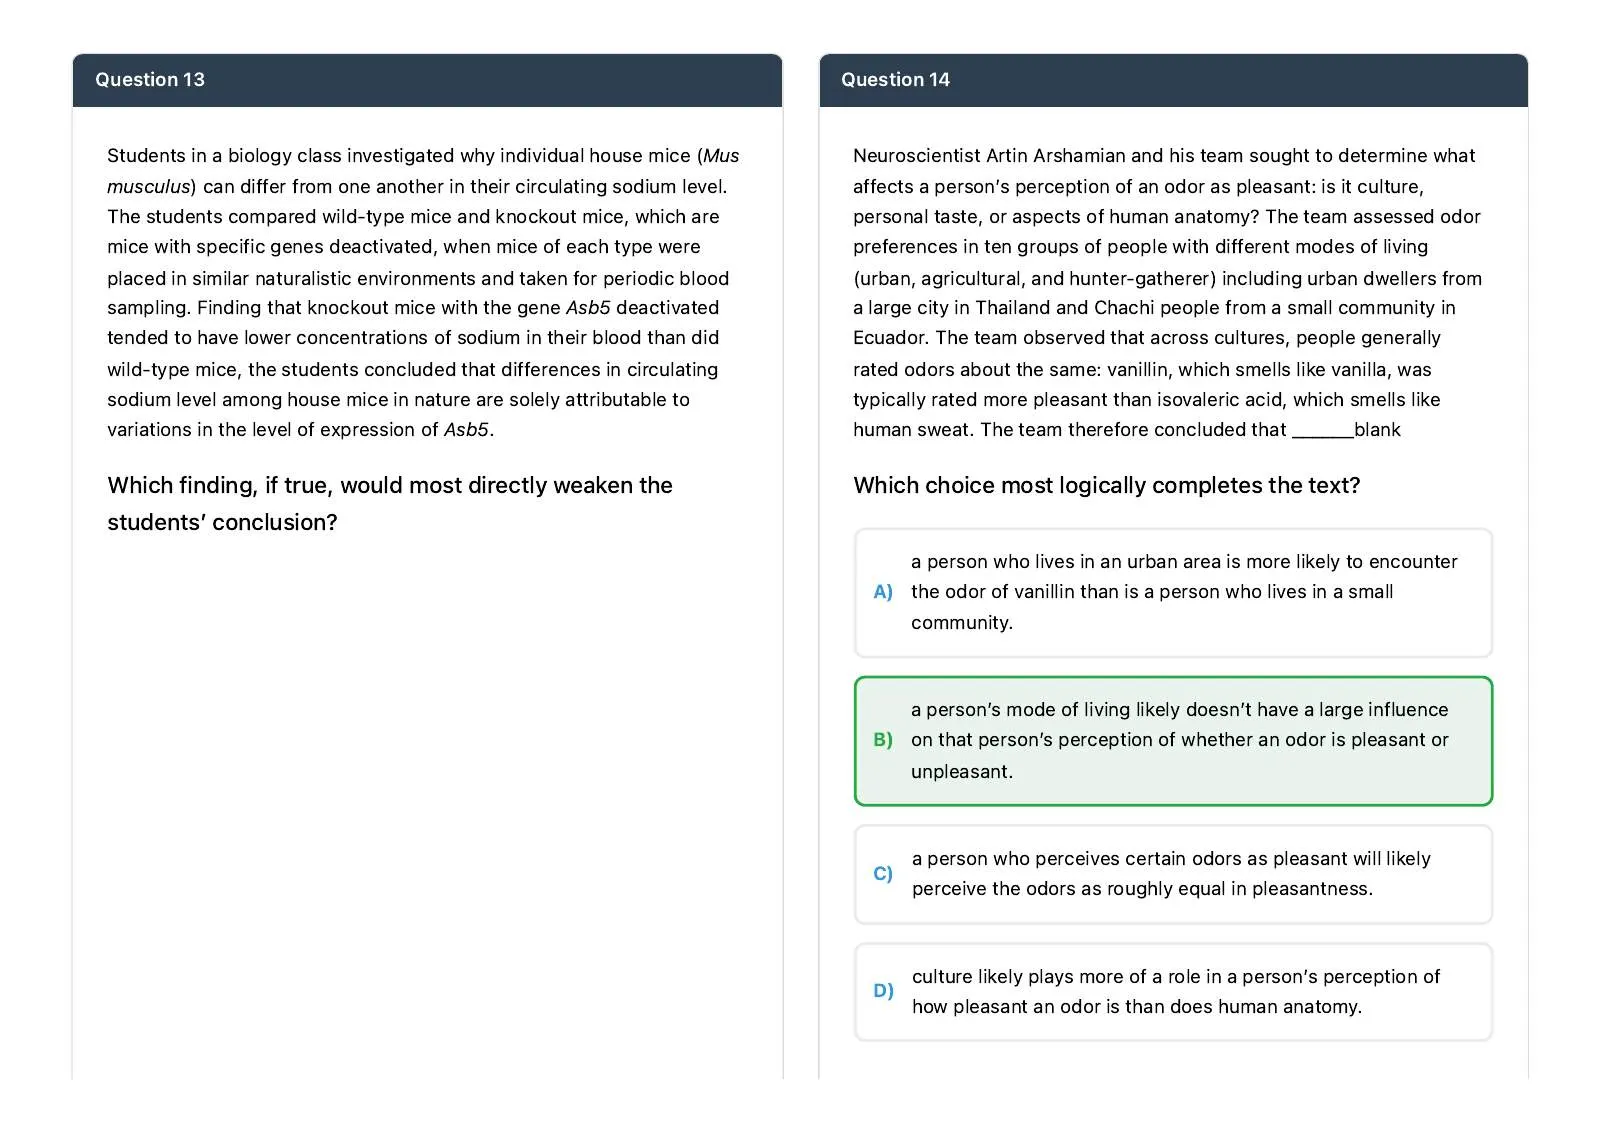 Question 13
Students in a biology class investigated why individual house mice (Mus
musculus) can differ from one another in their circulating sodium level.
The students compared wild-type mice and knockout mice, which are
mice with specific genes deactivated, when mice of each type were
placed in similar naturalistic environments and taken for periodic blood
sampling. Finding that knockout mice with the gene Asb5 deactivated
tended to have lower concentrations of sodium in their blood than did
wild-type mice, the students concluded that differences in circulating
sodium level among house mice in nature are solely attributable to
variations in the level of expression of Asb5.
Which finding, if true, would most directly weaken the
students’ conclusion?
Question 14
Neuroscientist Artin Arshamian and his team sought to determine what
affects a person’s perception of an odor as pleasant: is it culture,
personal taste, or aspects of human anatomy? The team assessed odor
preferences in ten groups of people with different modes of living
(urban, agricultural, and hunter-gatherer) including urban dwellers from
a large city in Thailand and Chachi people from a small community in
Ecuador. The team observed that across cultures, people generally
rated odors about the same: vanillin, which smells like vanilla, was
typically rated more pleasant than isovaleric acid, which smells like
human sweat. The team therefore concluded that ______blank
Which choice most logically completes the text?
A) a person who lives in an urban area is more likely to encounter
the odor of vanillin than is a person who lives in a small
community.
B) a person’s mode of living likely doesn’t have a large influence
on that person’s perception of whether an odor is pleasant or
unpleasant.
C) a person who perceives certain odors as pleasant will likely
perceive the odors as roughly equal in pleasantness.
D) culture likely plays more of a role in a person’s perception of
how pleasant an odor is than does human anatomy.